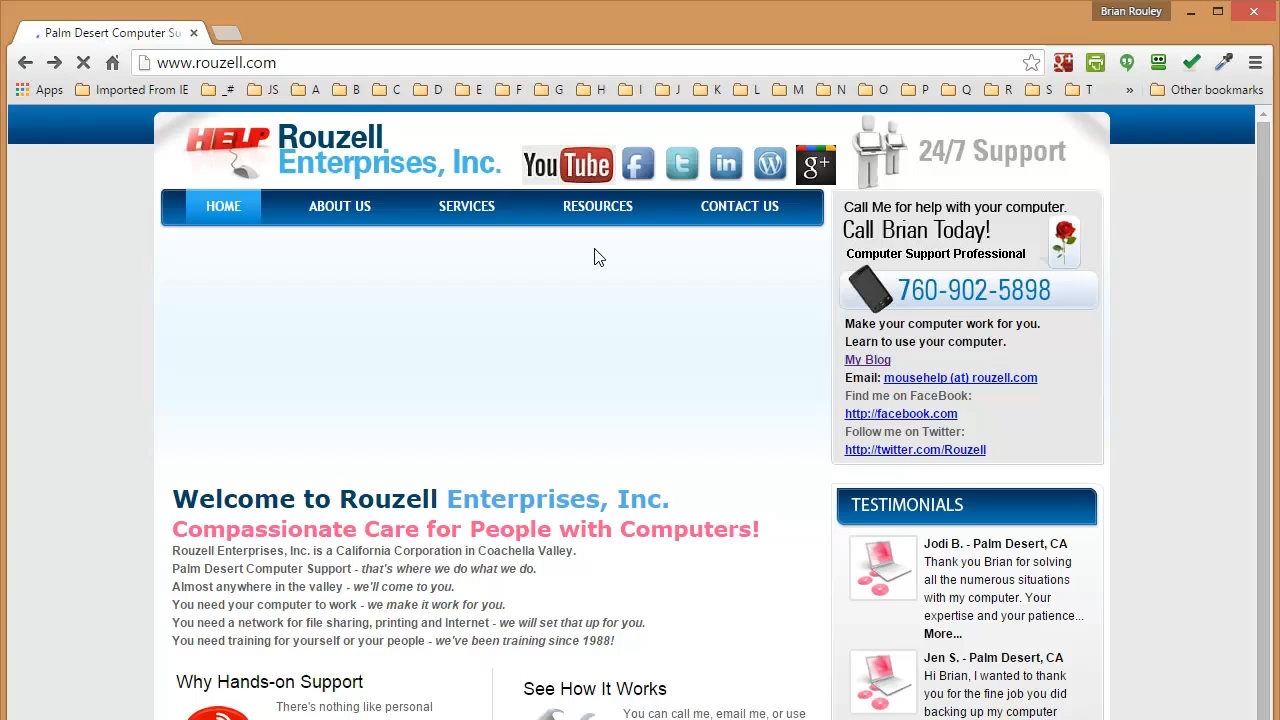 Brian Rouley
Palm Desert Computer Su
www.rouzell.com
Apps Imported From IE _# JS A B C D E F G H I J K L M N O P Q R S T » Other bookmarks
HELP Rouzell
Enterprises, Inc.
YouTube
f t in W g+
24/7 Support
HOME ABOUT US SERVICES RESOURCES CONTACT US
Call Me for help with your computer.
Call Brian Today!
Computer Support Professional
760-902-5898
Make your computer work for you.
Learn to use your computer.
My Blog
Email: mousehelp (at) rouzell.com
Find me on FaceBook:
http://facebook.com
Follow me on Twitter:
http://twitter.com/Rouzell
Welcome to Rouzell Enterprises, Inc.
Compassionate Care for People with Computers!
Rouzell Enterprises, Inc. is a California Corporation in Coachella Valley.
Palm Desert Computer Support - that's where we do what we do.
Almost anywhere in the valley - we'll come to you.
You need your computer to work - we make it work for you.
You need a network for file sharing, printing and Internet - we will set that up for you.
You need training for yourself or your people - we've been training since 1988!
Why Hands-on Support
There's nothing like personal
See How It Works
You can call me, email me, or use
TESTIMONIALS
Jodi B. - Palm Desert, CA
Thank you Brian for solving
all the numerous situations
with my computer. Your
expertise and your patience...
More...
Jen S. - Palm Desert, CA
Hi Brian, I wanted to thank
you for the fine job you did
backing up my computer